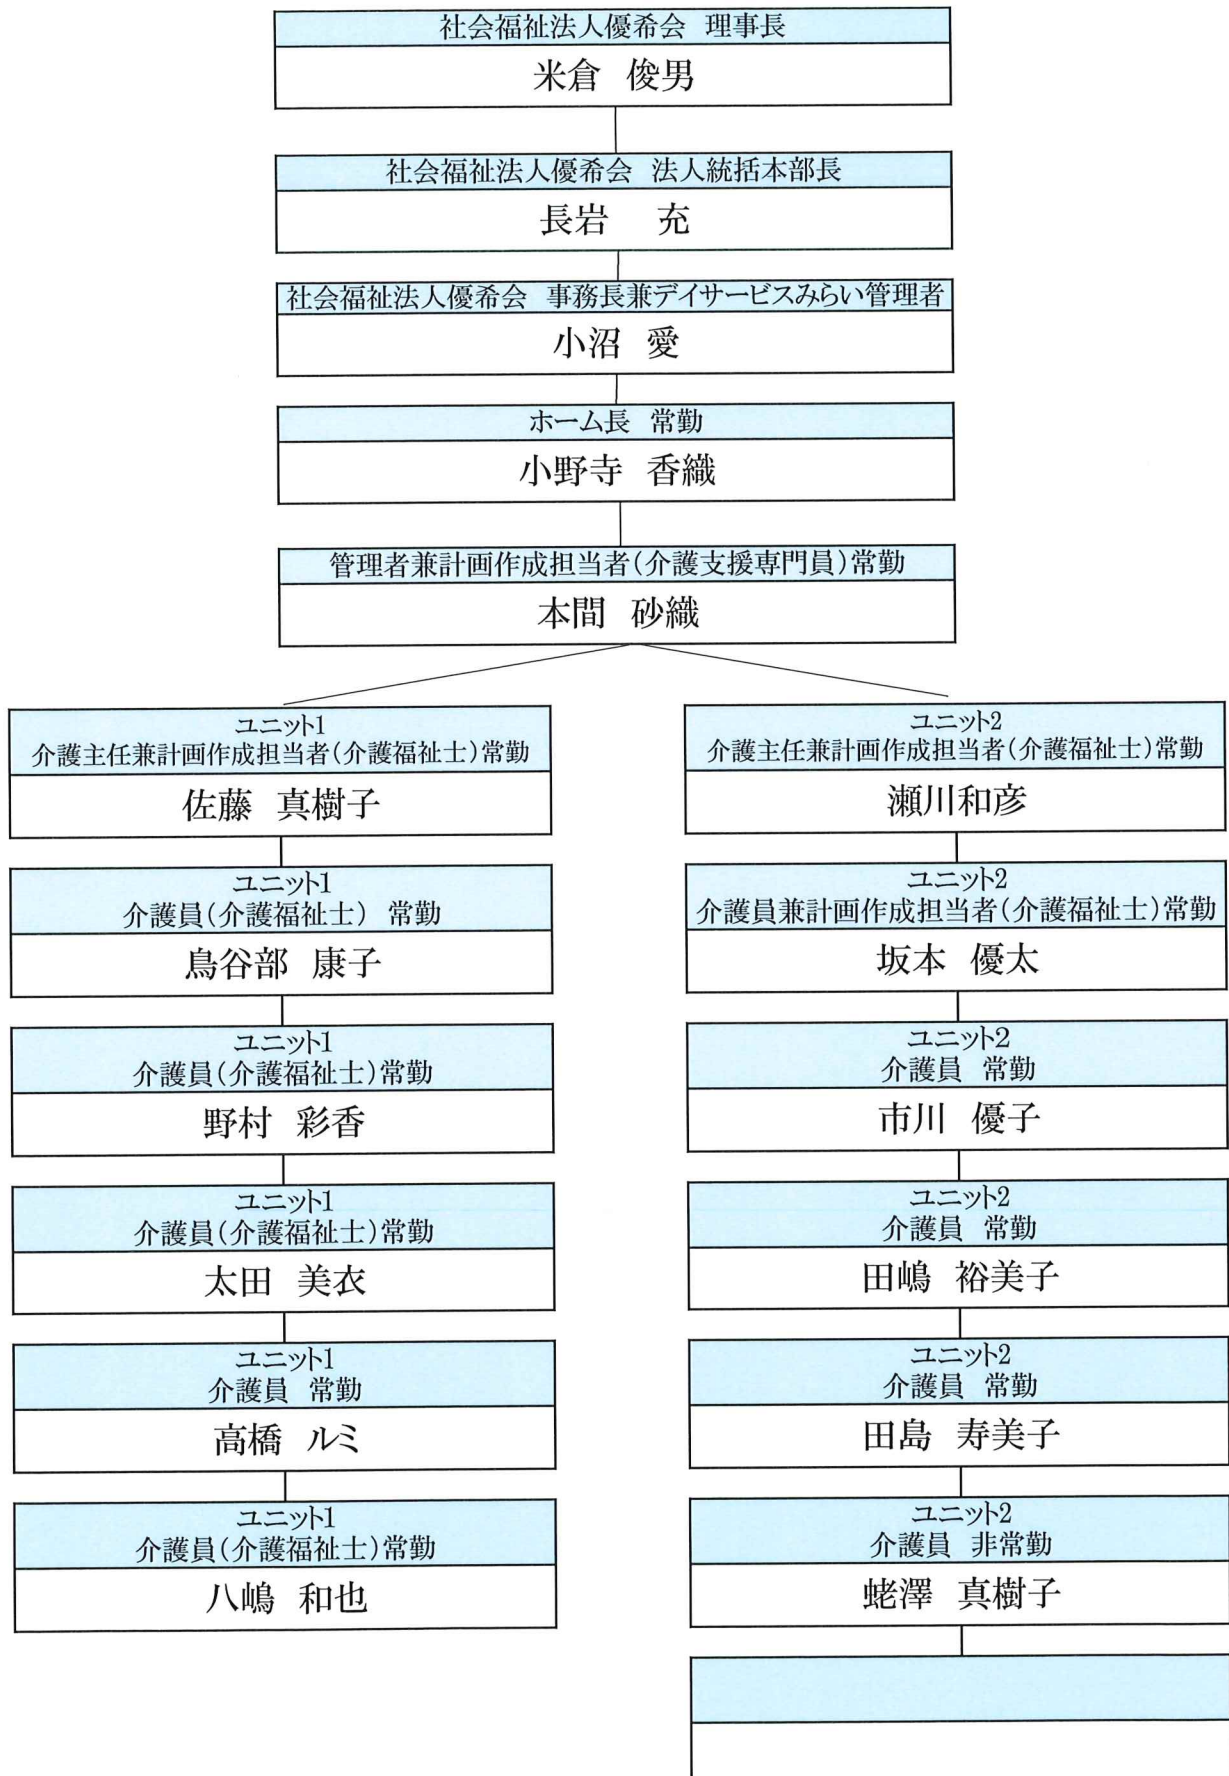 社会福祉法人優希会 理事長
米倉 俊男
社会福祉法人優希会 法人統括本部長
長岩 充
社会福祉法人優希会 事務長兼デイサービスみらい管理者
小沼 愛
ホーム長 常勤
小野寺 香織
管理者兼計画作成担当者(介護支援専門員)常勤
本間 砂織
ユニット1
介護主任兼計画作成担当者(介護福祉士)常勤
佐藤 真樹子
ユニット1
介護員(介護福祉士) 常勤
鳥谷部 康子
ユニット1
介護員(介護福祉士)常勤
野村 彩香
ユニット1
介護員(介護福祉士)常勤
太田 美衣
ユニット1
介護員 常勤
高橋 ルミ
ユニット1
介護員(介護福祉士)常勤
八嶋 和也
ユニット2
介護主任兼計画作成担当者(介護福祉士)常勤
瀬川和彦
ユニット2
介護員兼計画作成担当者(介護福祉士)常勤
坂本 優太
ユニット2
介護員 常勤
市川 優子
ユニット2
介護員 常勤
田嶋 裕美子
ユニット2
介護員 常勤
田島 寿美子
ユニット2
介護員 非常勤
蛯澤 真樹子